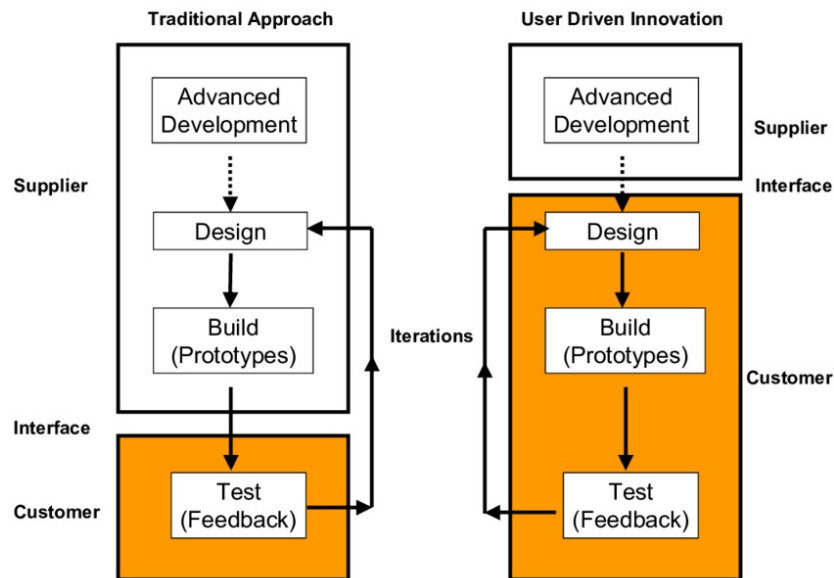 Traditional Approach
User Driven Innovation
Advanced
Development
Supplier
Design
Build
(Prototypes)
Interface
Customer
Test
(Feedback)
Iterations
Advanced
Development
Supplier
Interface
Design
Build
(Prototypes)
Customer
Test
(Feedback)